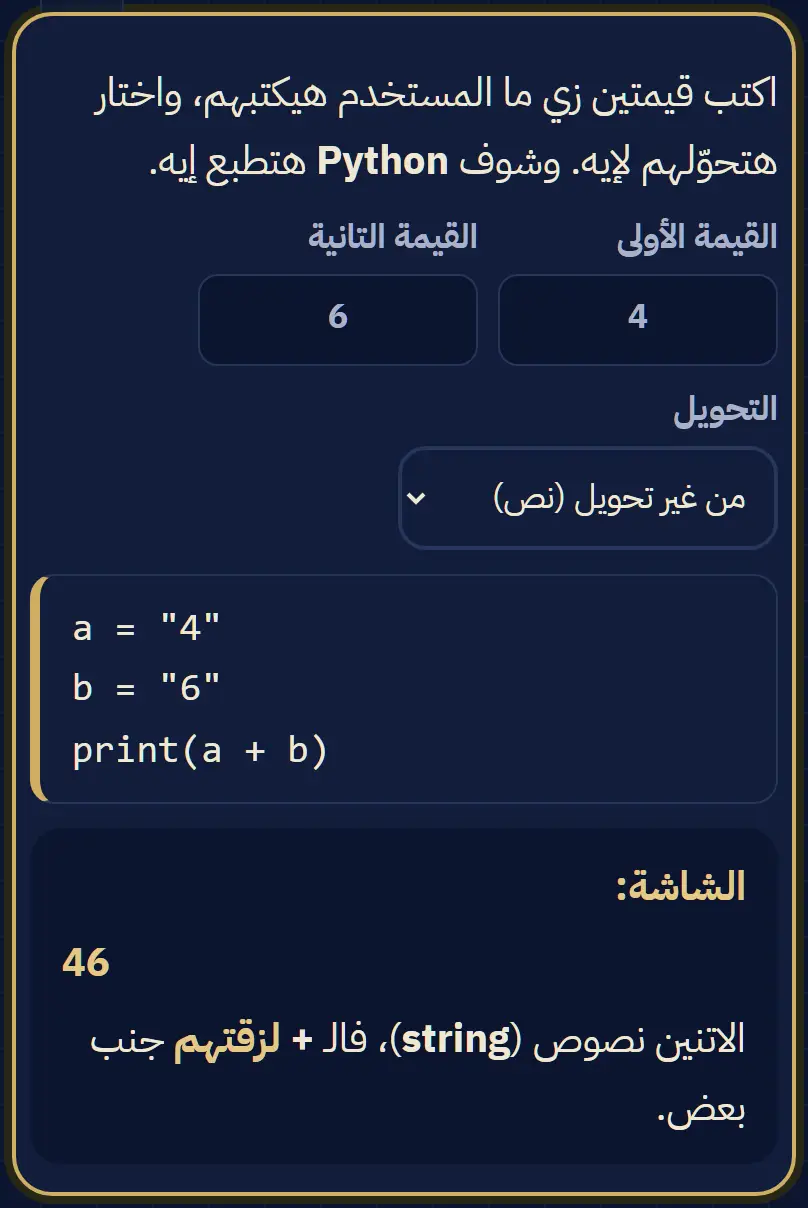 اكتب قيمتين زي ما المستخدم هيكتبهم، واختار
هتحوّلهم لإيه. وشوف Python هتطبع إيه.
القيمة الأولى
القيمة التانية
4
6
التحويل
من غير تحويل (نص)
a = "4"
b = "6"
print(a + b)
الشاشة:
46
الاتنين نصوص (string)، فالـ + لزقتهم جنب
بعض.